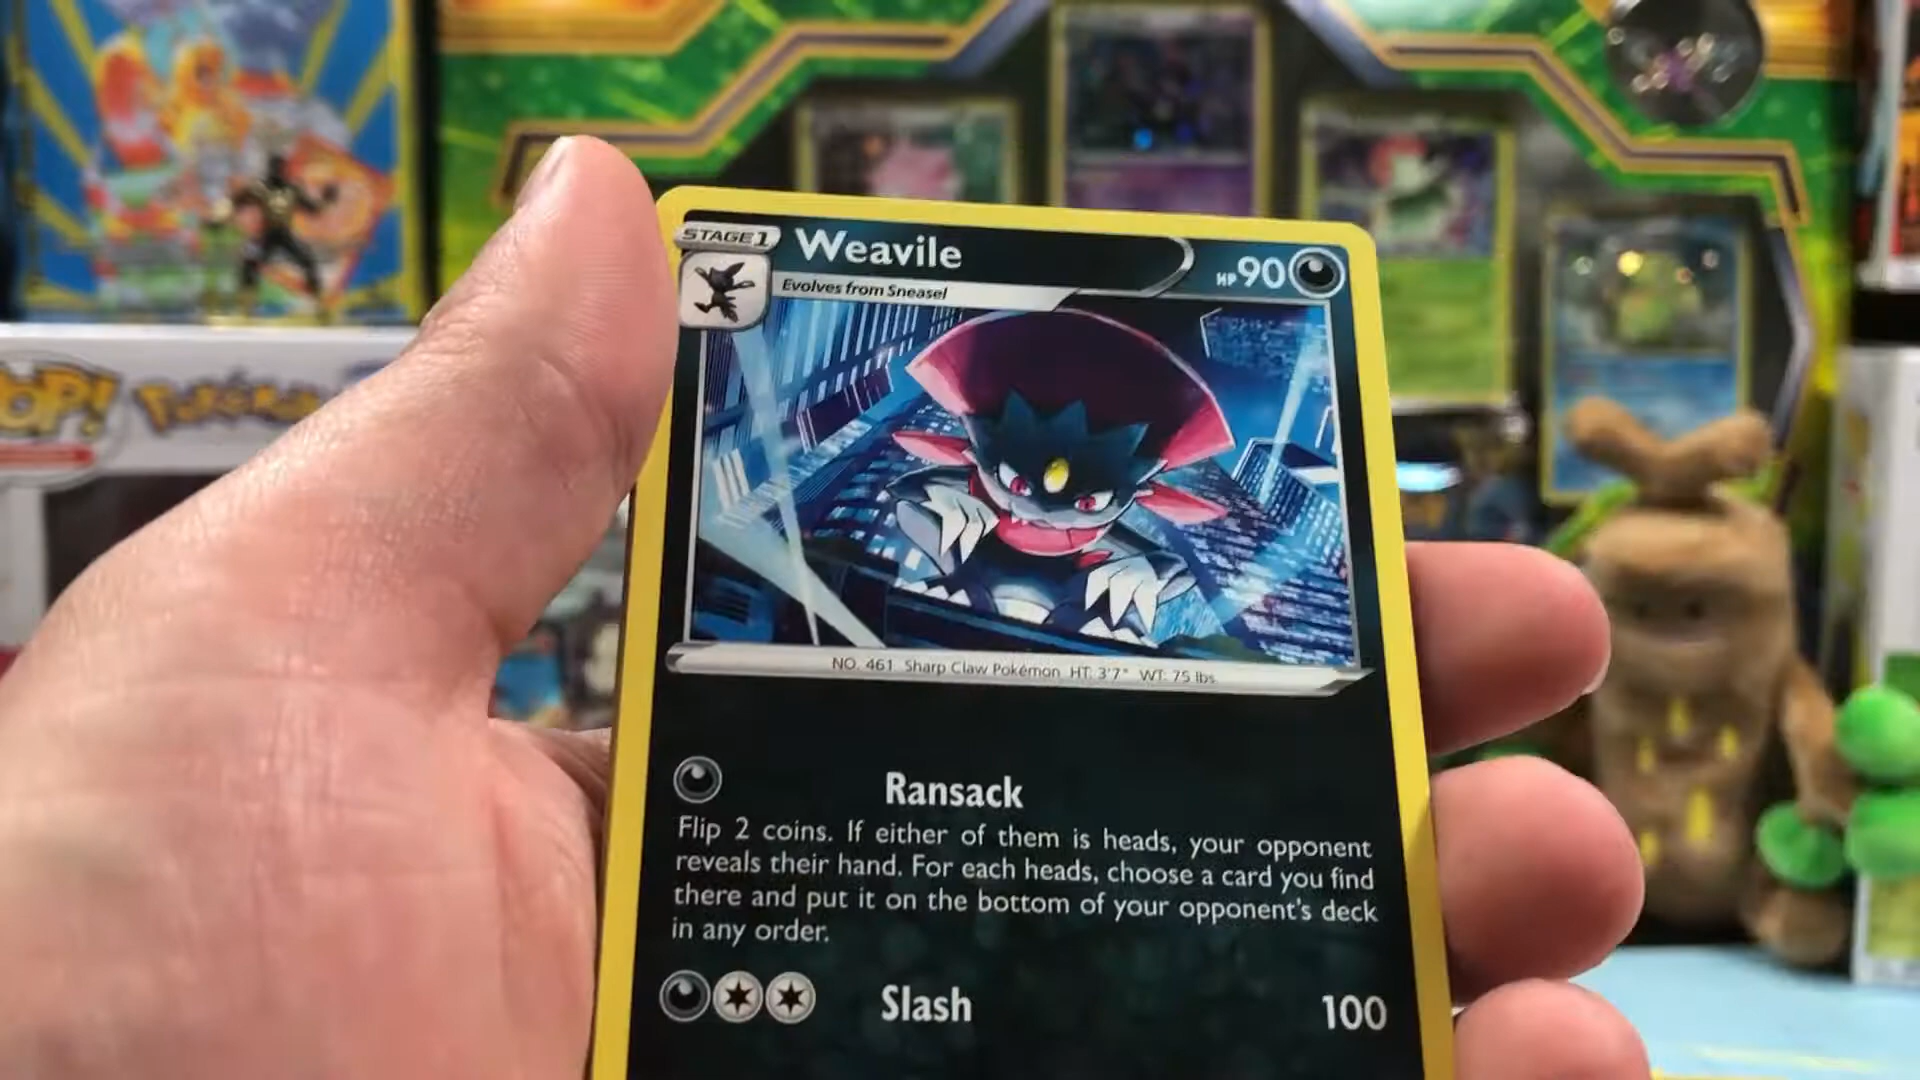 STAGE 1
Weavile
HP 90
Evolves from Sneasel
NO. 461 Sharp Claw Pokémon HT: 3'7" WT: 75 lbs.
Ransack
Flip 2 coins. If either of them is heads, your opponent
reveals their hand. For each heads, choose a card you find
there and put it on the bottom of your opponent's deck
in any order.
Slash 100
POP!
Pokémon